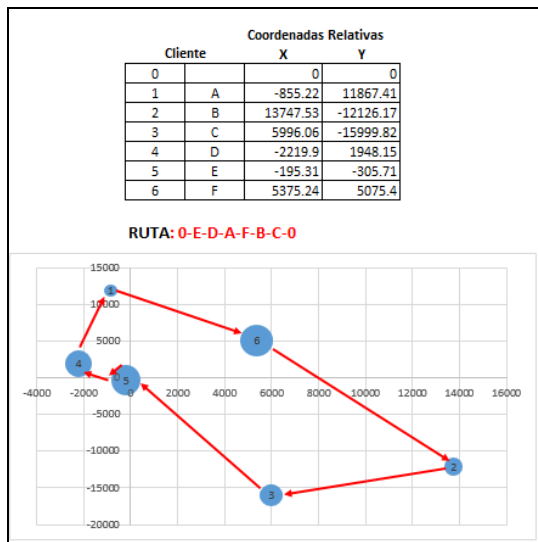 Coordenadas Relativas
Cliente X Y
0 0 0
1 A -855.22 11867.41
2 B 13747.53 -12126.17
3 C 5996.06 -15999.82
4 D -2219.9 1948.15
5 E -195.31 -305.71
6 F 5375.24 5075.4
RUTA: 0-E-D-A-F-B-C-0
15000
1
10000
5000
6
4
0
5
-4000 -2000 0 2000 4000 6000 8000 10000 12000 14000 16000
-5000
-10000
2
-15000
3
-20000